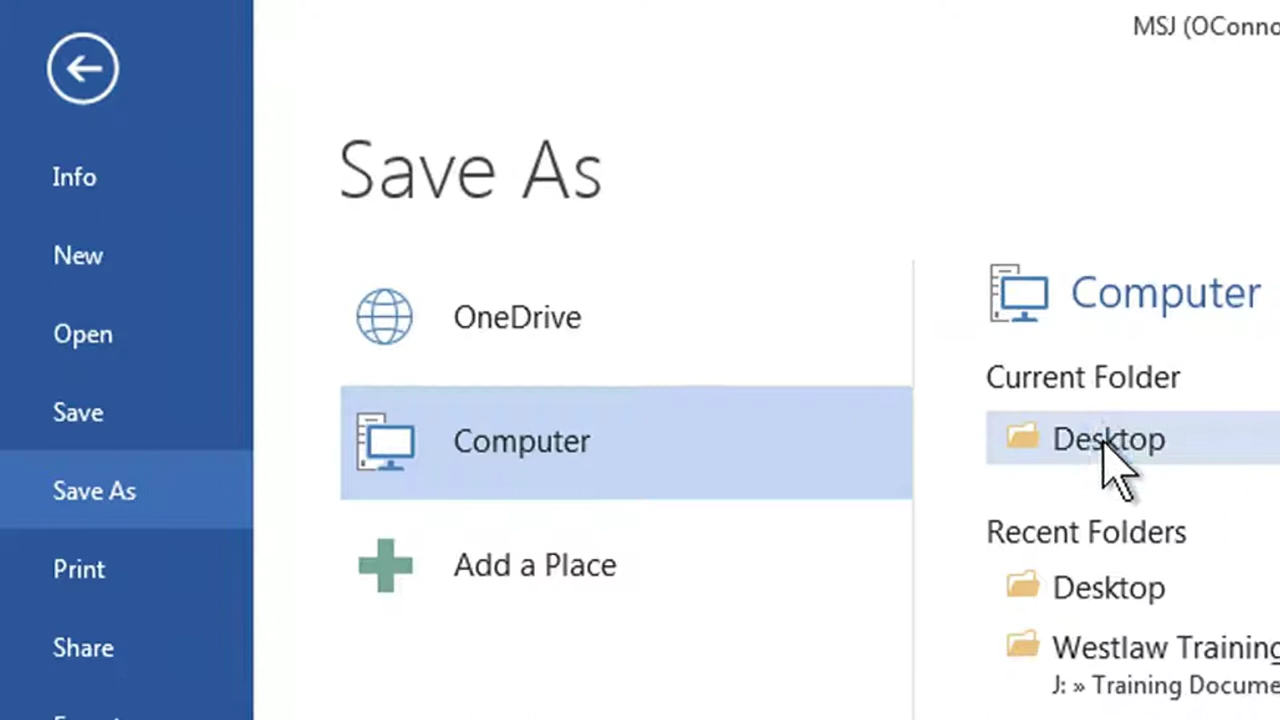 MSJ (OConno
Info
New
Open
Save
Save As
Print
Share
Save As
OneDrive
Computer
Add a Place
Computer
Current Folder
Desktop
Recent Folders
Desktop
Westlaw Training
J: » Training Docume